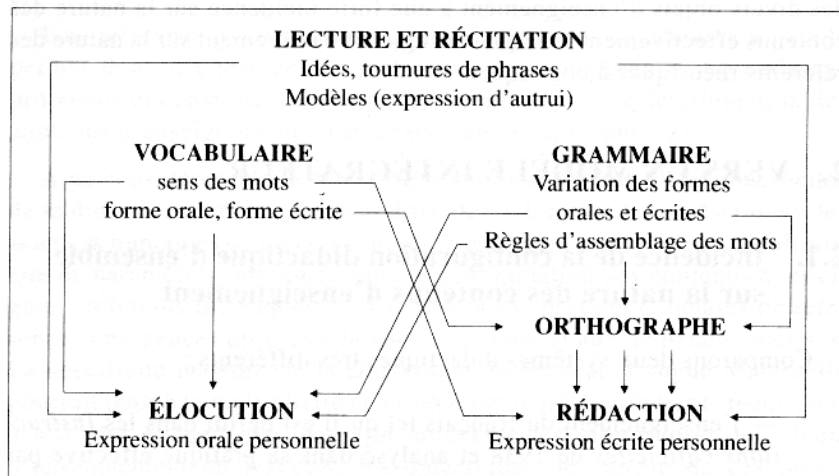 LECTURE ET RÉCITATION
Idées, tournures de phrases
Modèles (expression d'autrui)
VOCABULAIRE
sens des mots
forme orale, forme écrite
GRAMMAIRE
Variation des formes
orales et écrites
Règles d'assemblage des mots
ORTHOGRAPHE
ÉLOCUTION
Expression orale personnelle
RÉDACTION
Expression écrite personnelle